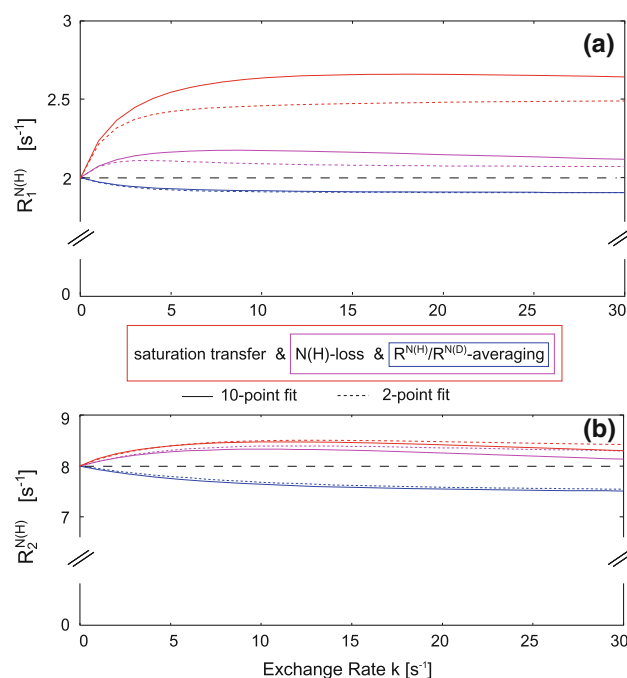 3
(a)
2.5
R₁ᴺ⁽ᴴ⁾ [s⁻¹]
2
0
0 5 10 15 20 25 30
saturation transfer & N(H)-loss & Rᴺ⁽ᴴ⁾/Rᴺ⁽ᴰ⁾-averaging
10-point fit 2-point fit
9
(b)
8
R₂ᴺ⁽ᴴ⁾ [s⁻¹]
7
0
0 5 10 15 20 25 30
Exchange Rate k [s⁻¹]